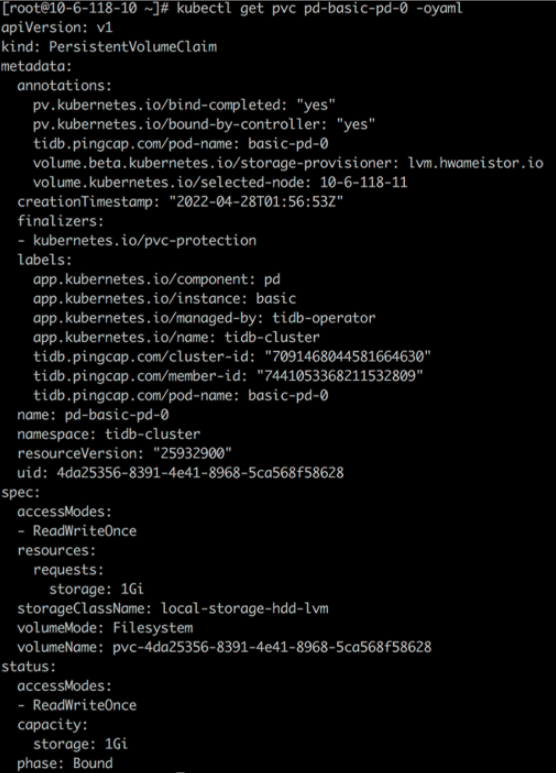 [root@10-6-118-10 ~]# kubectl get pvc pd-basic-pd-0 -oyaml
apiVersion: v1
kind: PersistentVolumeClaim
metadata:
  annotations:
    pv.kubernetes.io/bind-completed: "yes"
    pv.kubernetes.io/bound-by-controller: "yes"
    tidb.pingcap.com/pod-name: basic-pd-0
    volume.beta.kubernetes.io/storage-provisioner: lvm.hwameistor.io
    volume.kubernetes.io/selected-node: 10-6-118-11
  creationTimestamp: "2022-04-28T01:56:53Z"
  finalizers:
  - kubernetes.io/pvc-protection
  labels:
    app.kubernetes.io/component: pd
    app.kubernetes.io/instance: basic
    app.kubernetes.io/managed-by: tidb-operator
    app.kubernetes.io/name: tidb-cluster
    tidb.pingcap.com/cluster-id: "7091468044581664630"
    tidb.pingcap.com/member-id: "7441053368211532809"
    tidb.pingcap.com/pod-name: basic-pd-0
  name: pd-basic-pd-0
  namespace: tidb-cluster
  resourceVersion: "25932900"
  uid: 4da25356-8391-4e41-8968-5ca568f58628
spec:
  accessModes:
  - ReadWriteOnce
  resources:
    requests:
      storage: 1Gi
  storageClassName: local-storage-hdd-lvm
  volumeMode: Filesystem
  volumeName: pvc-4da25356-8391-4e41-8968-5ca568f58628
status:
  accessModes:
  - ReadWriteOnce
  capacity:
    storage: 1Gi
  phase: Bound